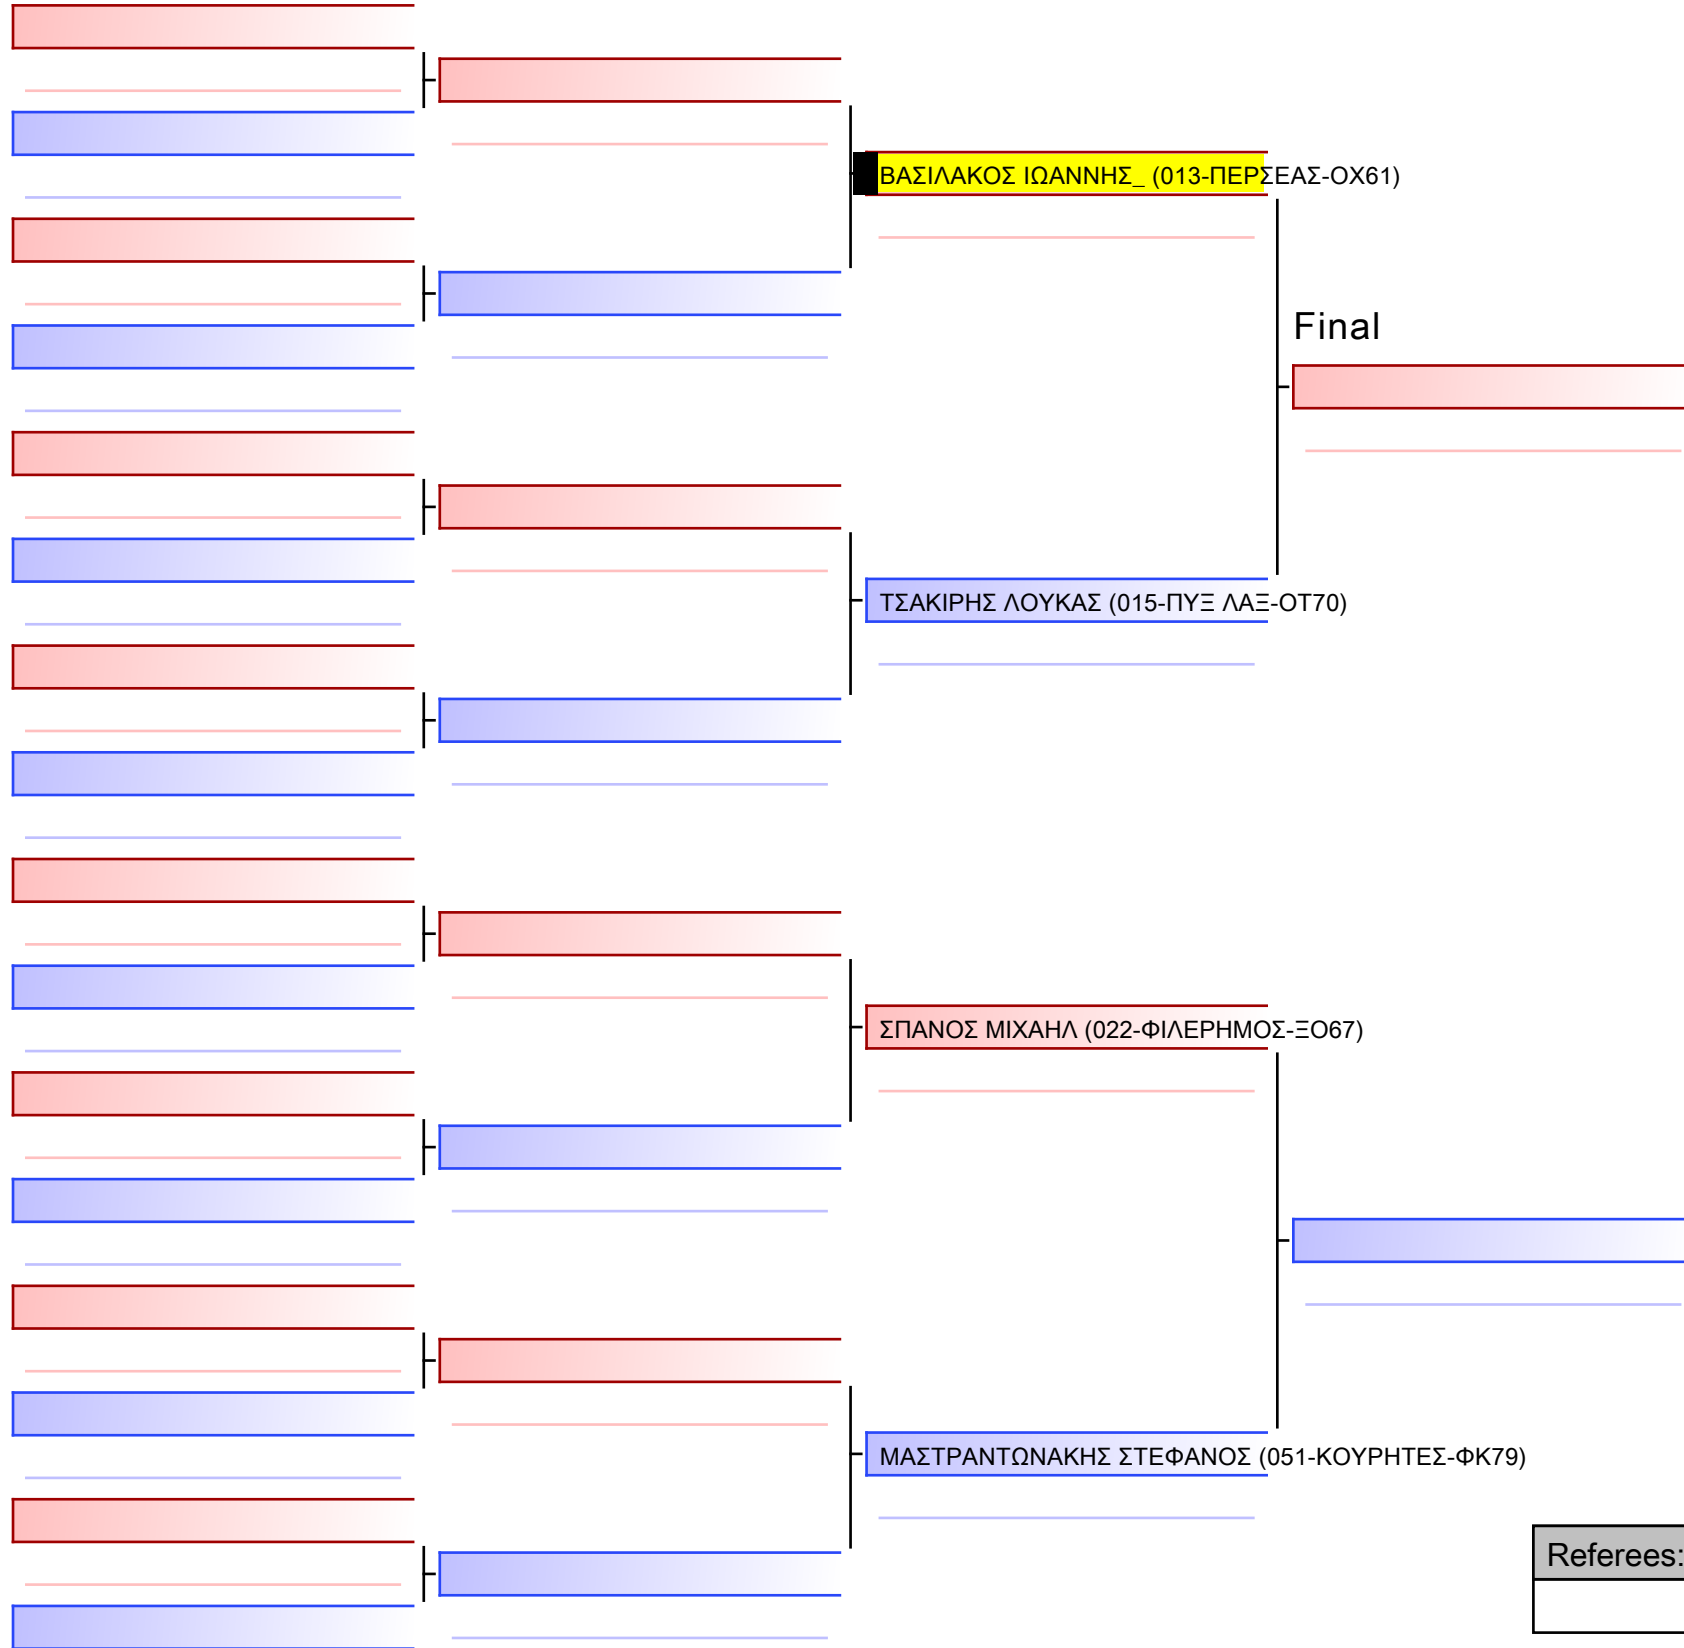 ΒΑΣΙΛΑΚΟΣ ΙΩΑΝΝΗΣ_ (013-ΠΕΡΣΕΑΣ-ΟΧ61)
Final
ΤΣΑΚΙΡΗΣ ΛΟΥΚΑΣ (015-ΠΥΞ ΛΑΞ-ΟΤ70)
ΣΠΑΝΟΣ ΜΙΧΑΗΛ (022-ΦΙΛΕΡΗΜΟΣ-ΞΟ67)
ΜΑΣΤΡΑΝΤΩΝΑΚΗΣ ΣΤΕΦΑΝΟΣ (051-ΚΟΥΡΗΤΕΣ-ΦΚ79)
Referees: